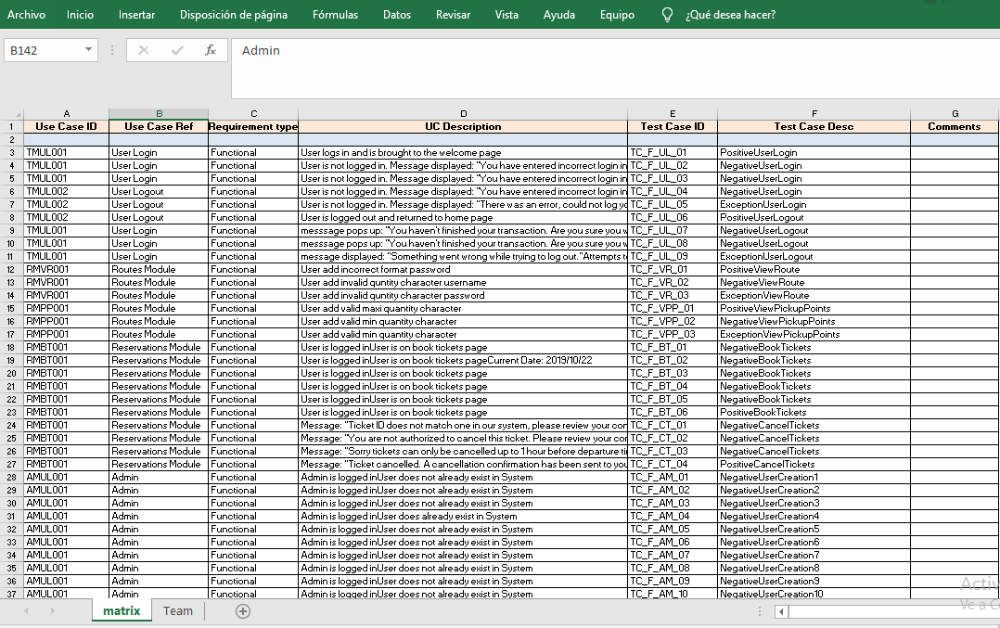 Archivo Inicio Insertar Disposición de página Fórmulas Datos Revisar Vista Ayuda Equipo ¿Qué desea hacer?
B142 fx Admin
A B C D E F G
1 Use Case ID Use Case Ref Requirement type UC Description Test Case ID Test Case Desc Comments
2
3 TMUL001 User Login Functional User logs in and is brought to the welcome page TC_F_UL_01 PositiveUserLogin
4 TMUL001 User Login Functional User is not logged in. Message displayed: "You have entered incorrect login in TC_F_UL_02 NegativeUserLogin
5 TMUL001 User Login Functional User is not logged in. Message displayed: "You have entered incorrect login in TC_F_UL_03 NegativeUserLogin
6 TMUL002 User Logout Functional User is not logged in. Message displayed: "You have entered incorrect login in TC_F_UL_04 NegativeUserLogin
7 TMUL002 User Logout Functional User is not logged in. Message displayed: "There was an error, could not log yo TC_F_UL_05 ExceptionUserLogin
8 TMUL002 User Logout Functional User is logged out and returned to home page TC_F_UL_06 PositiveUserLogout
9 TMUL001 User Login Functional messsage pops up: "You haven't finished your transaction. Are you sure you w TC_F_UL_07 NegativeUserLogout
10 TMUL001 User Login Functional messsage pops up: "You haven't finished your transaction. Are you sure you w TC_F_UL_08 NegativeUserLogout
11 TMUL001 User Login Functional message displayed: "Something went wrong while trying to log out."Attempts t TC_F_UL_09 ExceptionUserLogout
12 RMVR001 Routes Module Functional User add incorrect format password TC_F_VR_01 PositiveViewRoute
13 RMVR001 Routes Module Functional User add invalid quntity character username TC_F_VR_02 NegativeViewRoute
14 RMVR001 Routes Module Functional User add invalid quntity character password TC_F_VR_03 ExceptionViewRoute
15 RMPP001 Routes Module Functional User add valid maxi quantity character TC_F_VPP_01 PositiveViewPickupPoints
16 RMPP001 Routes Module Functional User add valid min quantity character TC_F_VPP_02 NegativeViewPickupPoints
17 RMPP001 Routes Module Functional User add valid min quantity character TC_F_VPP_03 ExceptionViewPickupPoints
18 RMBT001 Reservations Module Functional User is logged inUser is on book tickets page TC_F_BT_01 NegativeBookTickets
19 RMBT001 Reservations Module Functional User is logged inUser is on book tickets pageCurrent Date: 2019/10/22 TC_F_BT_02 NegativeBookTickets
20 RMBT001 Reservations Module Functional User is logged inUser is on book tickets page TC_F_BT_03 NegativeBookTickets
21 RMBT001 Reservations Module Functional User is logged inUser is on book tickets page TC_F_BT_04 NegativeBookTickets
22 RMBT001 Reservations Module Functional User is logged inUser is on book tickets page TC_F_BT_05 NegativeBookTickets
23 RMBT001 Reservations Module Functional User is logged inUser is on book tickets page TC_F_BT_06 PositiveBookTickets
24 RMBT001 Reservations Module Functional Message: "Ticket ID does not match one in our system, please review your con TC_F_CT_01 NegativeCancelTickets
25 RMBT001 Reservations Module Functional Message: "You are not authorized to cancel this ticket. Please review your con TC_F_CT_02 NegativeCancelTickets
26 RMBT001 Reservations Module Functional Message: "Sorry tickets can only be cancelled up to 1 hour before departure ti TC_F_CT_03 NegativeCancelTickets
27 RMBT001 Reservations Module Functional Message: "Ticket cancelled. A cancellation confirmation has been sent to you TC_F_CT_04 PositiveCancelTickets
28 AMUL001 Admin Functional Admin is logged inUser does not already exist in System TC_F_AM_01 NegativeUserCreation1
29 AMUL001 Admin Functional Admin is logged inUser does not already exist in System TC_F_AM_02 NegativeUserCreation2
30 AMUL001 Admin Functional Admin is logged inUser does not already exist in System TC_F_AM_03 NegativeUserCreation3
31 AMUL001 Admin Functional Admin is logged inUser does already exist in System TC_F_AM_04 NegativeUserCreation4
32 AMUL001 Admin Functional Admin is logged inUser does not already exist in System TC_F_AM_05 NegativeUserCreation5
33 AMUL001 Admin Functional Admin is logged inUser does not already exist in System TC_F_AM_06 NegativeUserCreation6
34 AMUL001 Admin Functional Admin is logged inUser does not already exist in System TC_F_AM_07 NegativeUserCreation7
35 AMUL001 Admin Functional Admin is logged inUser does not already exist in System TC_F_AM_08 NegativeUserCreation8
36 AMUL001 Admin Functional Admin is logged inUser does not already exist in System TC_F_AM_09 NegativeUserCreation9
37 AMUL001 Admin Functional Admin is logged inUser does not already exist in System TC_F_AM_10 NegativeUserCreation10
Activ
Ve a C
matrix Team